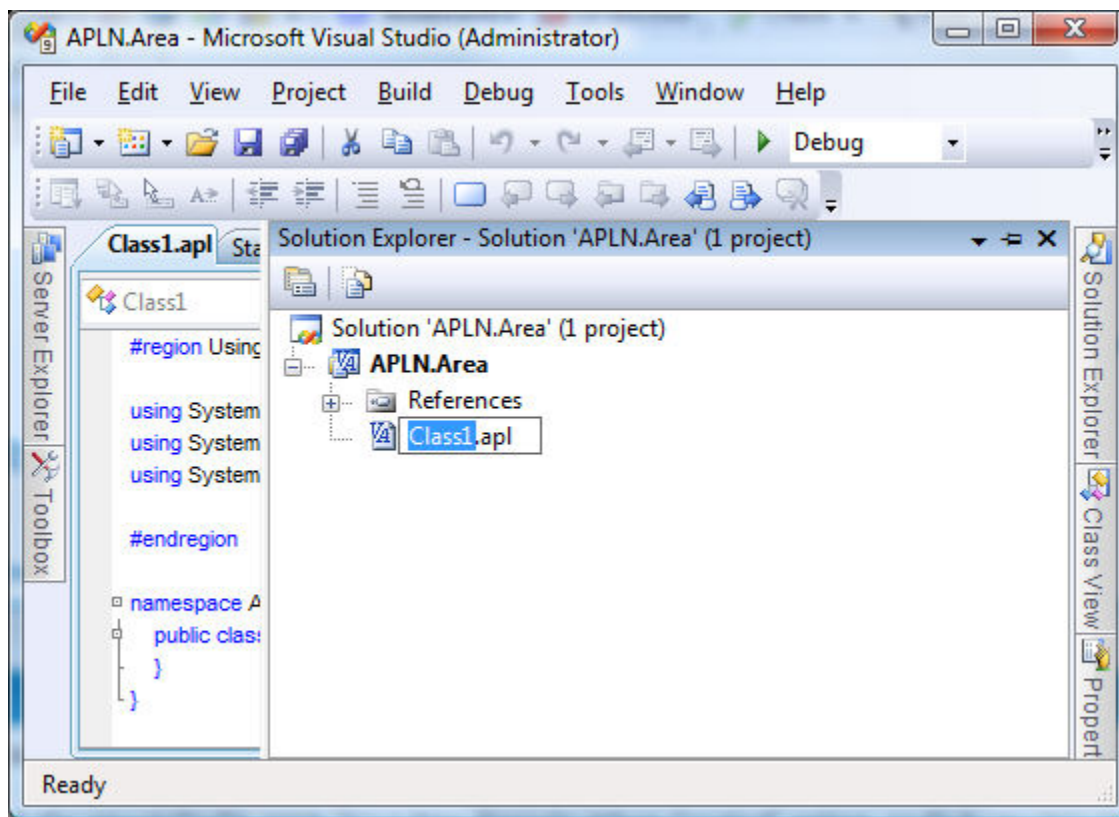 APLN.Area - Microsoft Visual Studio (Administrator)
File Edit View Project Build Debug Tools Window Help
Debug
Server Explorer
Toolbox
Class1.apl Sta
Class1
#region Using
using System
using System
using System
#endregion
namespace A
public clas
}
}
Solution Explorer - Solution 'APLN.Area' (1 project)
Solution 'APLN.Area' (1 project)
APLN.Area
References
Class1.apl
Solution Explorer
Class View
Propert
Ready